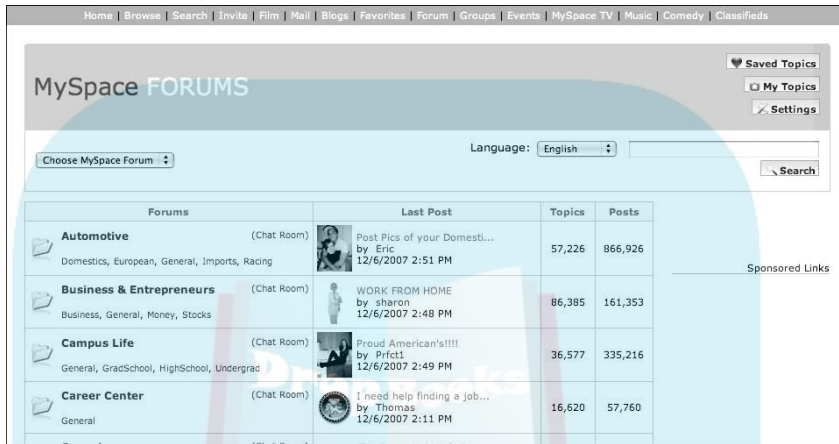 Home | Browse | Search | Invite | Film | Mail | Blogs | Favorites | Forum | Groups | Events | MySpace TV | Music | Comedy | Classifieds
MySpace FORUMS
Saved Topics
My Topics
Settings
Choose MySpace Forum
Language: English
Search
Forums Last Post Topics Posts
Automotive (Chat Room)
Domestics, European, General, Imports, Racing
Post Pics of your Domesti...
by Eric
12/6/2007 2:51 PM
57,226 866,926
Sponsored Links
Business & Entrepreneurs (Chat Room)
Business, General, Money, Stocks
WORK FROM HOME
by sharon
12/6/2007 2:48 PM
86,385 161,353
Campus Life (Chat Room)
General, GradSchool, HighSchool, Undergrad
Proud American's!!!!
by Prfct1
12/6/2007 2:49 PM
36,577 335,216
Career Center (Chat Room)
General
I need help finding a job...
by Thomas
12/6/2007 2:11 PM
16,620 57,760